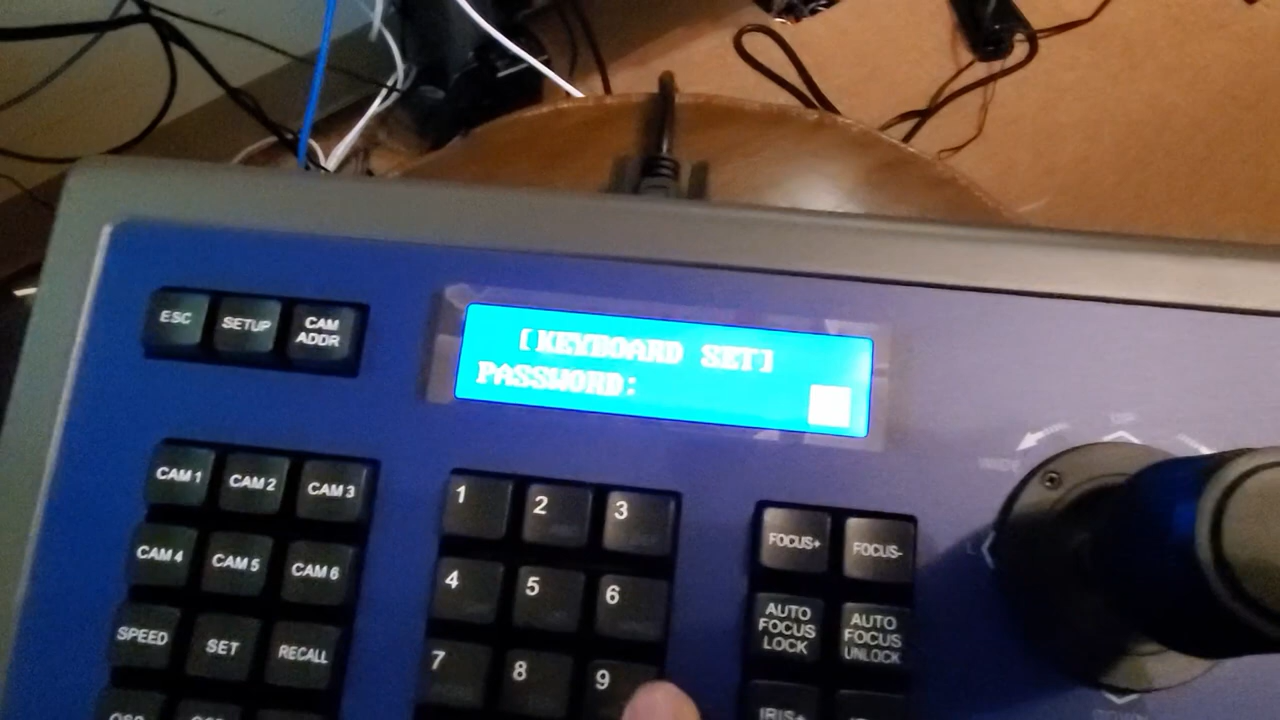 [KEYBOARD SET]
PASSWORD:
ESC
SETUP
CAM ADDR
CAM 1
CAM 2
CAM 3
CAM 4
CAM 5
CAM 6
SPEED
SET
RECALL
1
2
3
4
5
6
7
8
9
FOCUS+
FOCUS-
AUTO
FOCUS
LOCK
AUTO
FOCUS
UNLOCK
IRIS+